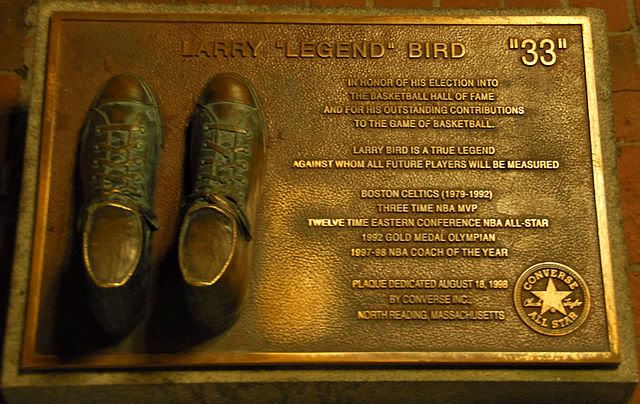 LARRY "LEGEND" BIRD "33"
IN HONOR OF HIS ELECTION INTO
THE BASKETBALL HALL OF FAME
AND FOR HIS OUTSTANDING CONTRIBUTIONS
TO THE GAME OF BASKETBALL.
LARRY BIRD IS A TRUE LEGEND
AGAINST WHOM ALL FUTURE PLAYERS WILL BE MEASURED
BOSTON CELTICS (1979-1992)
THREE TIME NBA MVP
TWELVE TIME EASTERN CONFERENCE NBA ALL-STAR
1992 GOLD MEDAL OLYMPIAN
1997-98 NBA COACH OF THE YEAR
PLAQUE DEDICATED AUGUST 18, 1998
BY CONVERSE INC.,
NORTH READING, MASSACHUSETTS
CONVERSE
Chuck Taylor
ALL STAR